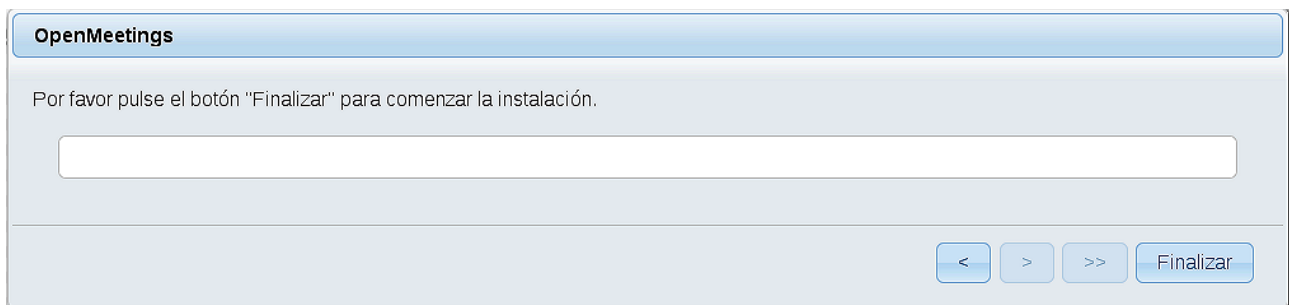 OpenMeetings
Por favor pulse el botón "Finalizar" para comenzar la instalación.
< > >> Finalizar